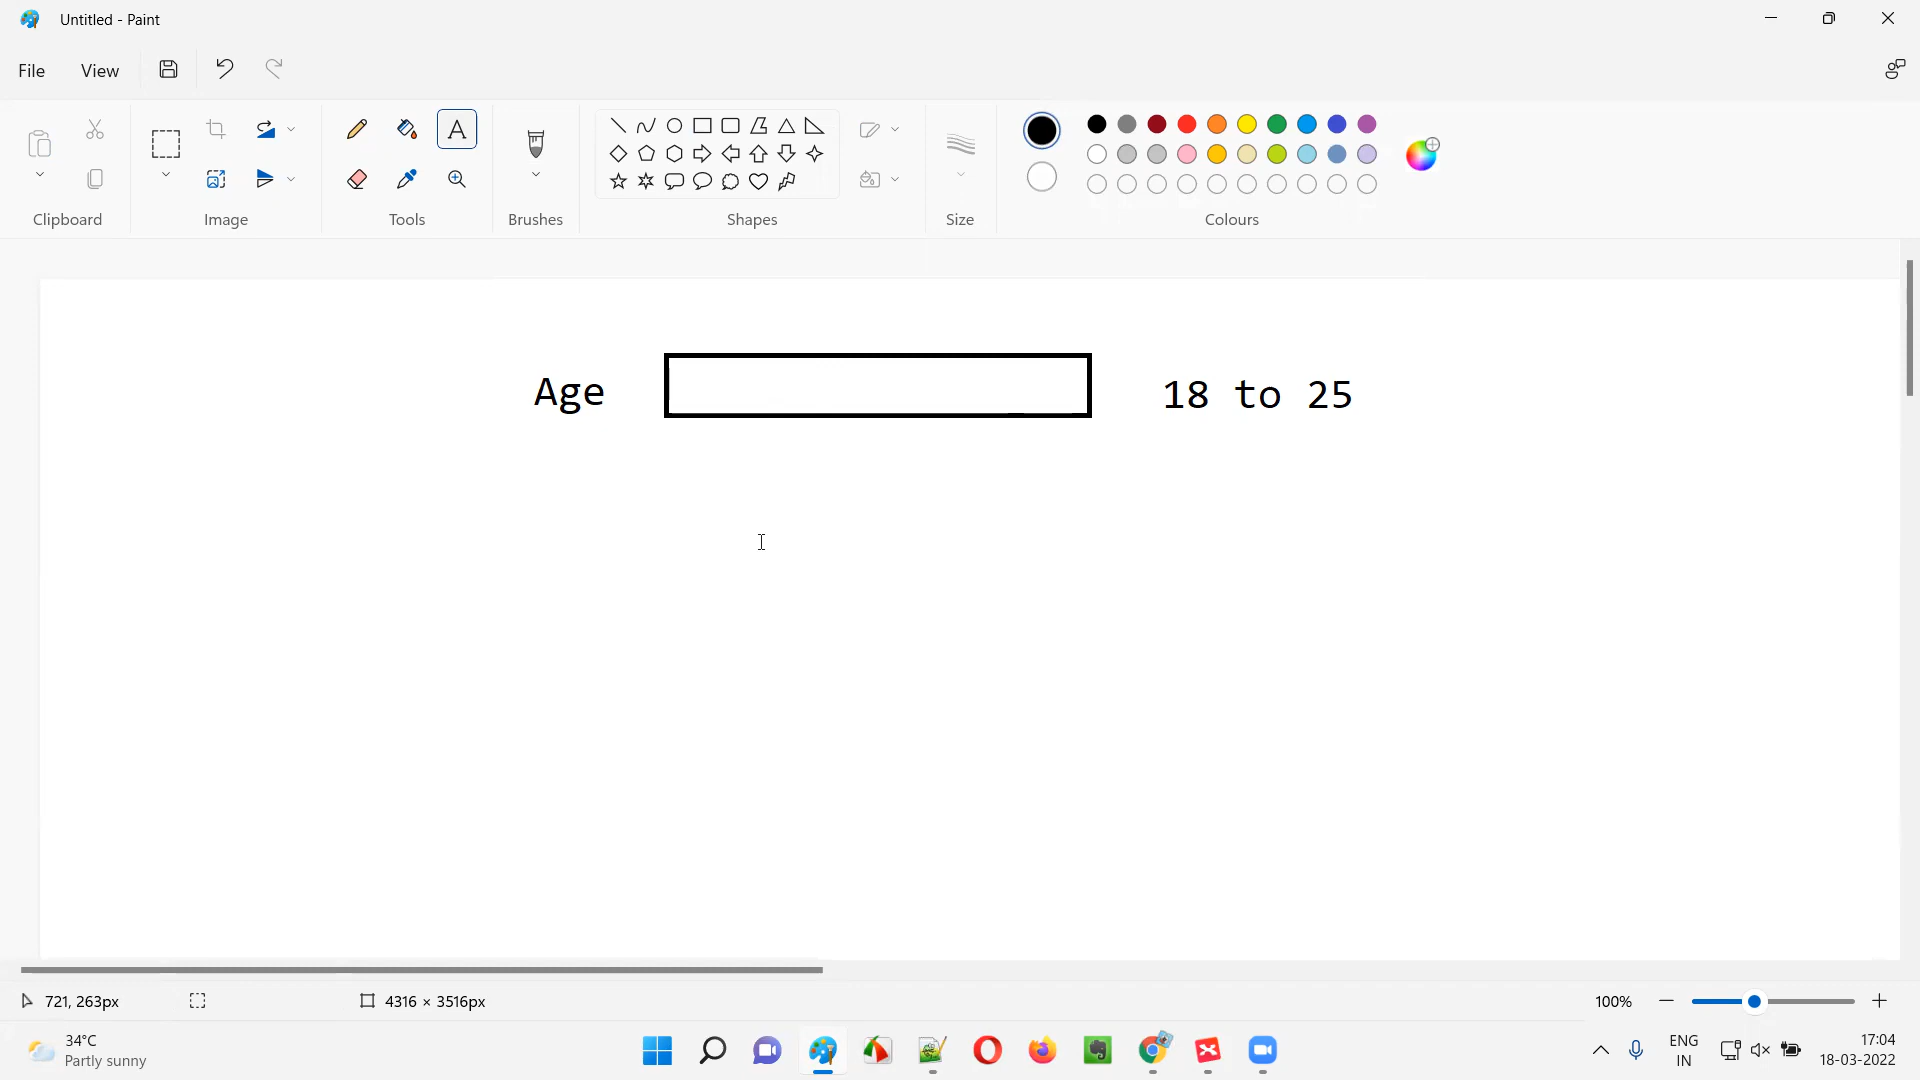 Untitled - Paint
File
View
Clipboard
Image
Tools
Brushes
Shapes
Size
Colours
Age
18 to 25
721, 263px
4316 × 3516px
100%
34°C
Partly sunny
ENG
IN
17:04
18-03-2022